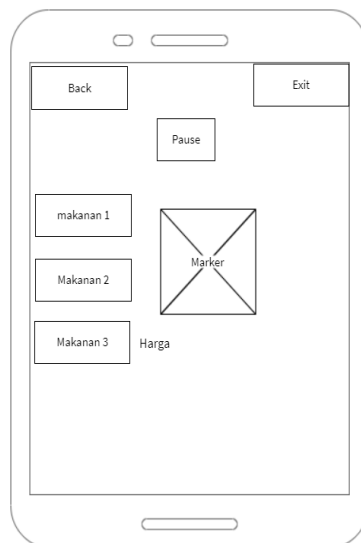 Back
Exit
Pause
makanan 1
Marker
Makanan 2
Makanan 3
Harga